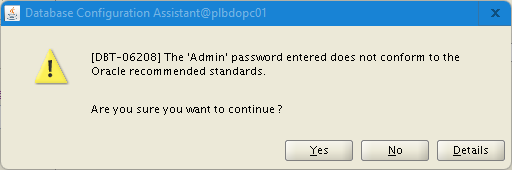 Database Configuration Assistant@plbdopc01
[DBT-06208] The 'Admin' password entered does not conform to the
Oracle recommended standards.
Are you sure you want to continue?
Yes
No
Details